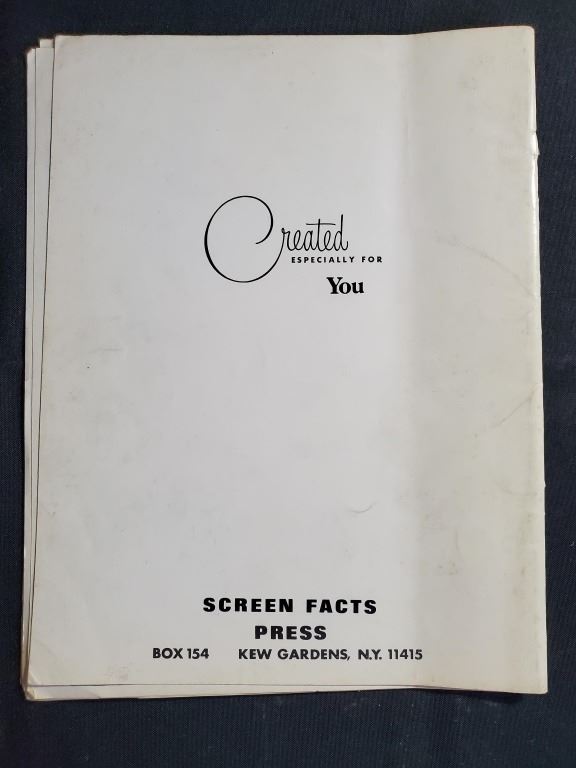 Created
ESPECIALLY FOR
You
SCREEN FACTS
PRESS
BOX 154 KEW GARDENS, N.Y. 11415